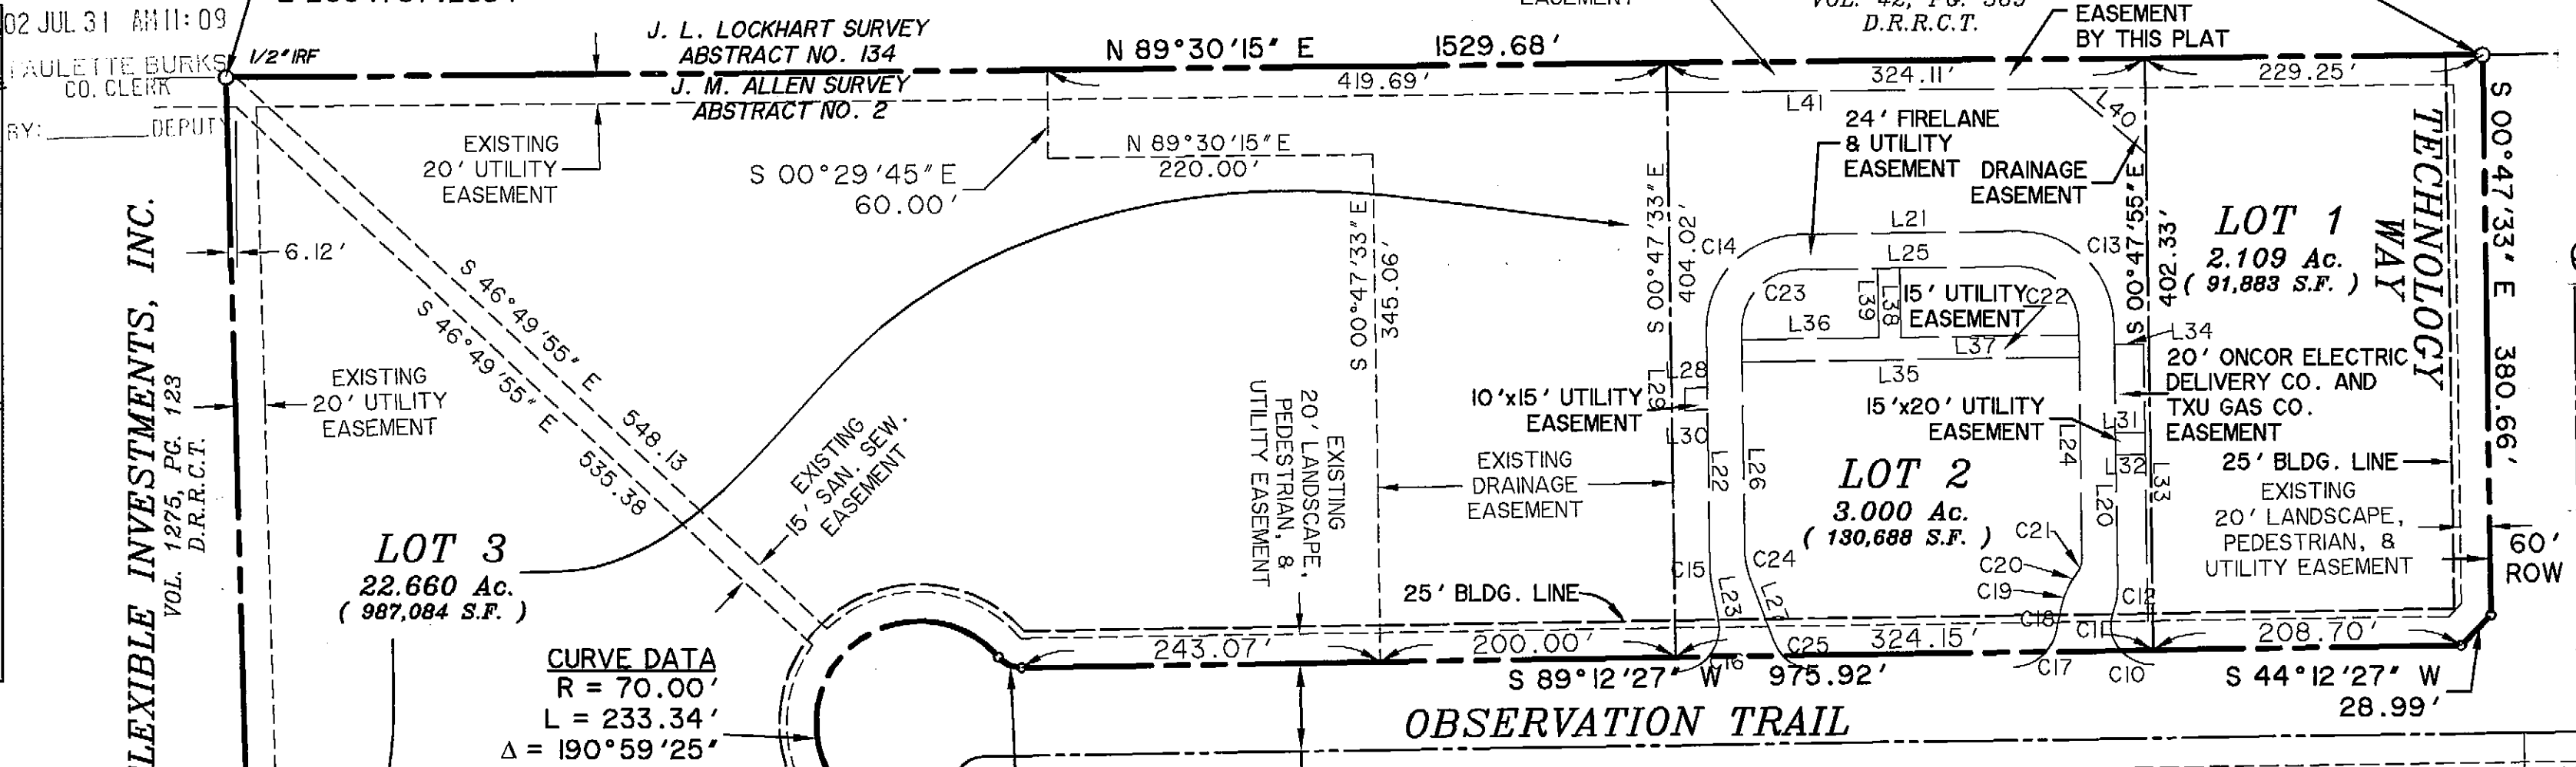 02 JUL 31 AM 11:09
PAULETTE BURKS
CO. CLERK
BY: DEPUTY
1/2" IRF
J. L. LOCKHART SURVEY
ABSTRACT NO. 134
J. M. ALLEN SURVEY
ABSTRACT NO. 2
N 89°30'15" E 1529.68'
419.69'
324.11'
229.25'
EASEMENT
D.R.R.C.T.
EASEMENT
BY THIS PLAT
EXISTING
20' UTILITY
EASEMENT
S 00°29'45" E
60.00'
N 89°30'15" E
220.00'
L41
L40
24' FIRELANE
& UTILITY
EASEMENT
DRAINAGE
EASEMENT
TECHNOLOGY
WAY
S 00°47'33" E 380.66'
6.12'
S 46°49'55" E 548.13
S 46°49'55" E 535.38
S 00°47'33" E
345.06'
S 00°47'33" E
404.02'
S 00°47'55" E
402.33'
LOT 1
2.109 Ac.
( 91,883 S.F. )
C14
L21
L25
C13
C23
L39
L38
15' UTILITY
EASEMENT
C22
L36
L37
L35
L34
20' ONCOR ELECTRIC
DELIVERY CO. AND
TXU GAS CO.
EASEMENT
FLEXIBLE INVESTMENTS, INC.
VOL. 1275, PG. 123
D.R.R.C.T.
EXISTING
20' UTILITY
EASEMENT
EXISTING
15' SAN. SEW.
EASEMENT
EXISTING
20' LANDSCAPE,
PEDESTRIAN, &
UTILITY EASEMENT
L28
L29
L30
10'x15' UTILITY
EASEMENT
15'x20' UTILITY
EASEMENT
L31
L32
L33
L24
L20
L22
L26
EXISTING
DRAINAGE
EASEMENT
25' BLDG. LINE
EXISTING
20' LANDSCAPE,
PEDESTRIAN, &
UTILITY EASEMENT
60'
ROW
LOT 3
22.660 Ac.
( 987,084 S.F. )
LOT 2
3.000 Ac.
( 130,688 S.F. )
C21
C20
C19
C18
C15
C24
L23
L27
C12
C11
25' BLDG. LINE
243.07'
200.00'
324.15'
208.70'
C16
C25
C17
C10
S 89°12'27" W 975.92'
S 44°12'27" W
28.99'
CURVE DATA
R = 70.00'
L = 233.34'
Δ = 190°59'25"
OBSERVATION TRAIL